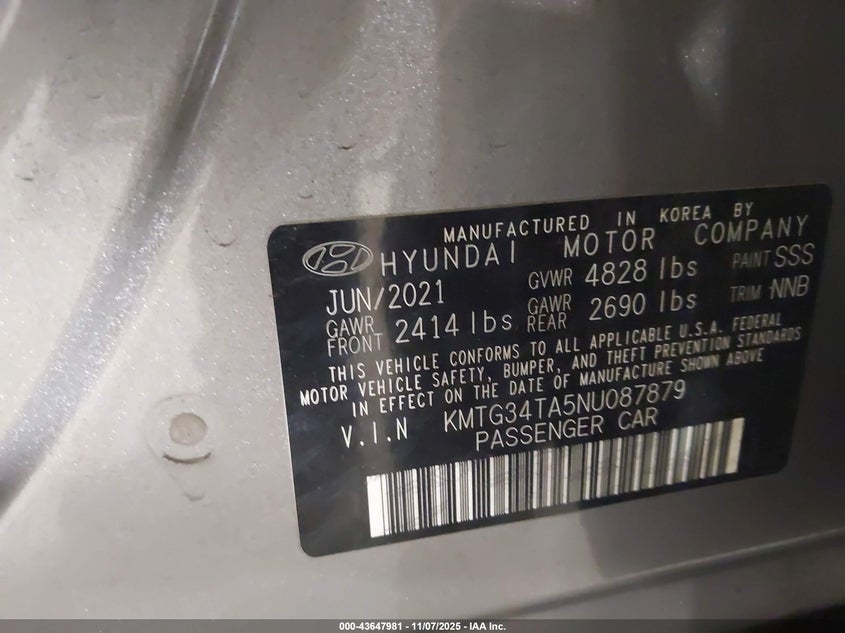 MANUFACTURED IN KOREA BY
HYUNDAI MOTOR COMPANY
JUN/2021 GVWR 4828 lbs PAINT SSS
GAWR FRONT 2414 lbs GAWR REAR 2690 lbs TRIM NNB
THIS VEHICLE CONFORMS TO ALL APPLICABLE U.S.A. FEDERAL
MOTOR VEHICLE SAFETY, BUMPER, AND THEFT PREVENTION STANDARDS
IN EFFECT ON THE DATE OF MANUFACTURE SHOWN ABOVE
V.I.N KMTG34TA5NU087879
PASSENGER CAR
000-43647981 - 11/07/2025 - IAA Inc.